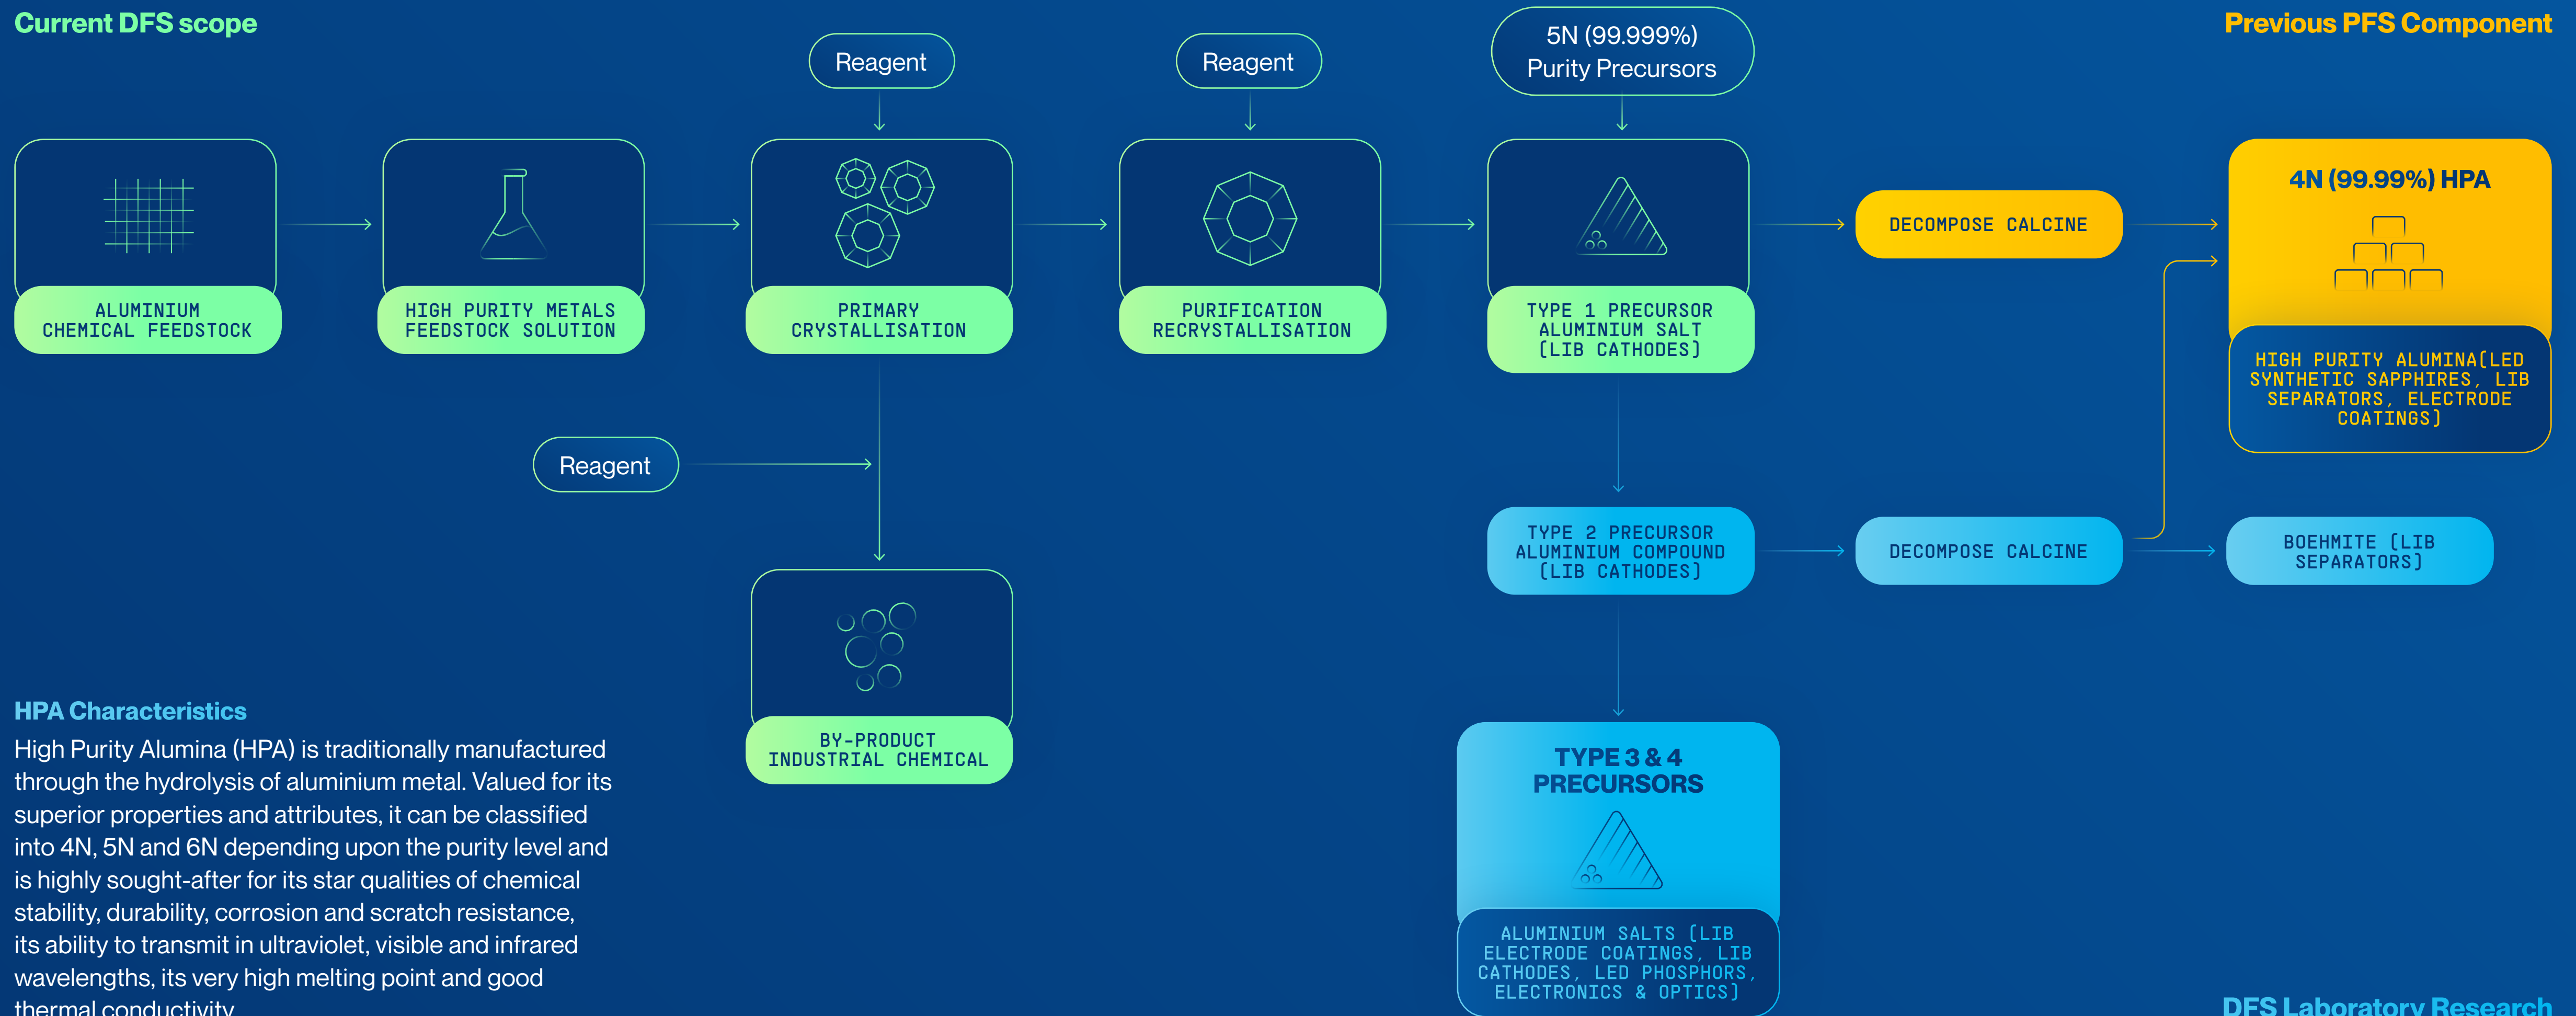 Current DFS scope
Previous PFS Component
Reagent
Reagent
5N (99.999%)
Purity Precursors
ALUMINIUM
CHEMICAL FEEDSTOCK
HIGH PURITY METALS
FEEDSTOCK SOLUTION
PRIMARY
CRYSTALLISATION
PURIFICATION
RECRYSTALLISATION
TYPE 1 PRECURSOR
ALUMINIUM SALT
(LIB CATHODES)
DECOMPOSE CALCINE
4N (99.99%) HPA
HIGH PURITY ALUMINA(LED
SYNTHETIC SAPPHIRES, LIB
SEPARATORS, ELECTRODE
COATINGS)
Reagent
TYPE 2 PRECURSOR
ALUMINIUM COMPOUND
(LIB CATHODES)
DECOMPOSE CALCINE
BOEHMITE (LIB
SEPARATORS)
BY-PRODUCT
INDUSTRIAL CHEMICAL
TYPE 3 & 4
PRECURSORS
ALUMINIUM SALTS (LIB
ELECTRODE COATINGS, LIB
CATHODES, LED PHOSPHORS,
ELECTRONICS & OPTICS)
HPA Characteristics
High Purity Alumina (HPA) is traditionally manufactured
through the hydrolysis of aluminium metal. Valued for its
superior properties and attributes, it can be classified
into 4N, 5N and 6N depending upon the purity level and
is highly sought-after for its star qualities of chemical
stability, durability, corrosion and scratch resistance,
its ability to transmit in ultraviolet, visible and infrared
wavelengths, its very high melting point and good
thermal conductivity
DFS Laboratory Research